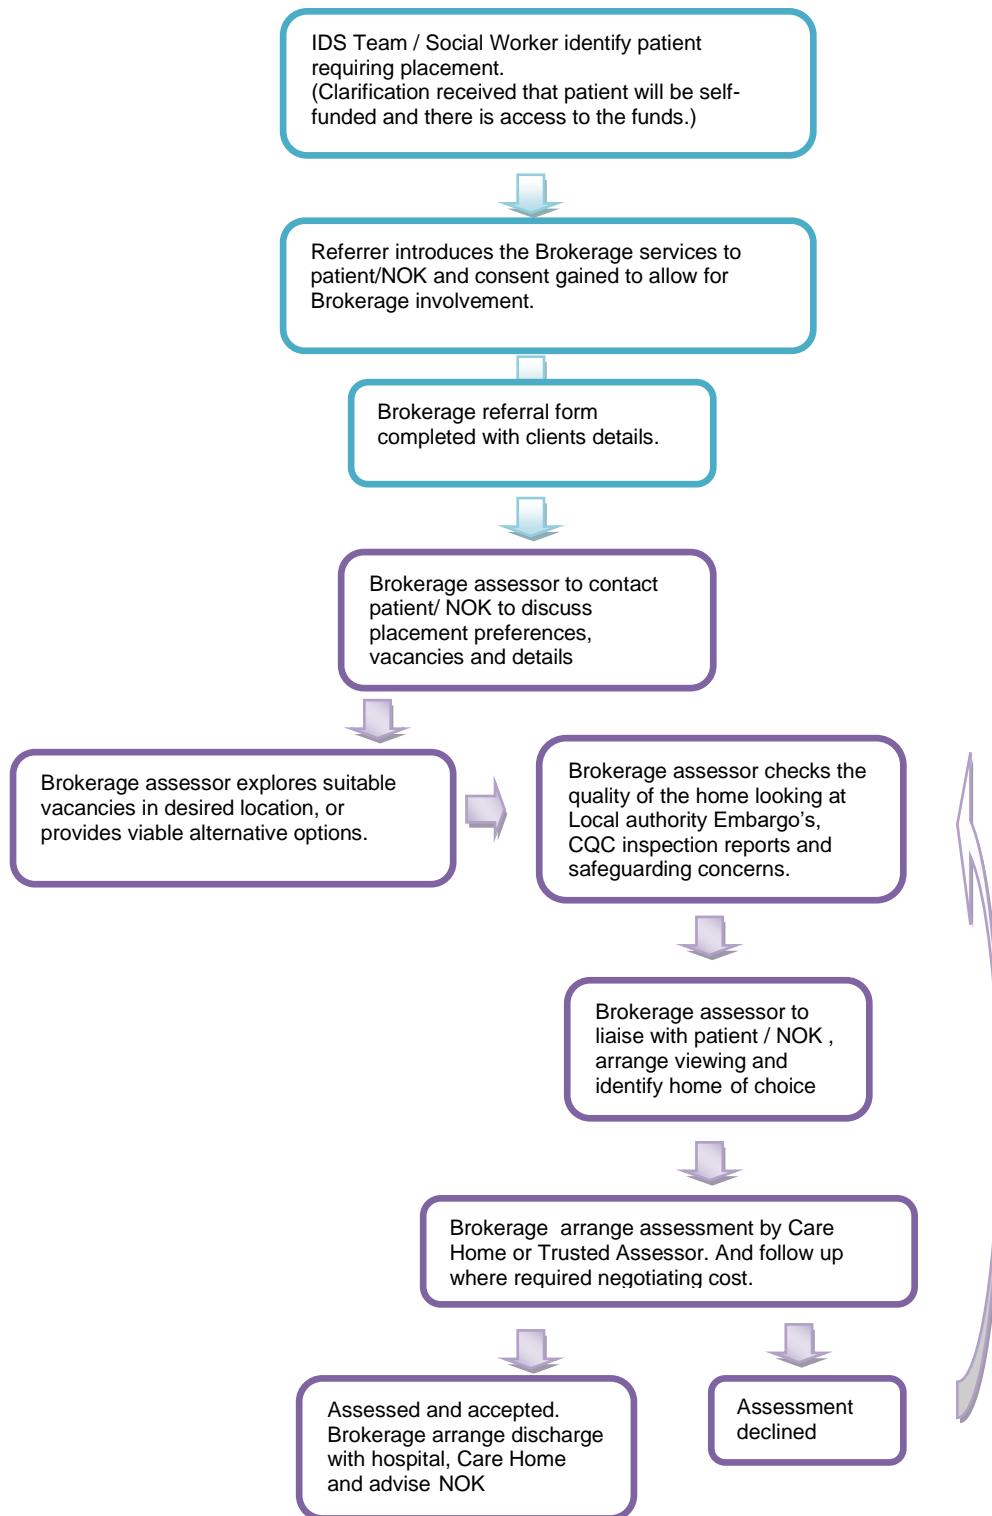 IDS Team / Social Worker identify patient
requiring placement.
(Clarification received that patient will be self-
funded and there is access to the funds.)
Referrer introduces the Brokerage services to
patient/NOK and consent gained to allow for
Brokerage involvement.
Brokerage referral form
completed with clients details.
Brokerage assessor to contact
patient/ NOK to discuss
placement preferences,
vacancies and details
Brokerage assessor explores suitable
vacancies in desired location, or
provides viable alternative options.
Brokerage assessor checks the
quality of the home looking at
Local authority Embargo's,
CQC inspection reports and
safeguarding concerns.
Brokerage assessor to
liaise with patient / NOK ,
arrange viewing and
identify home of choice
Brokerage  arrange assessment by Care
Home or Trusted Assessor. And follow up
where required negotiating cost.
Assessed and accepted.
Brokerage arrange discharge
with hospital, Care Home
and advise NOK
Assessment
declined